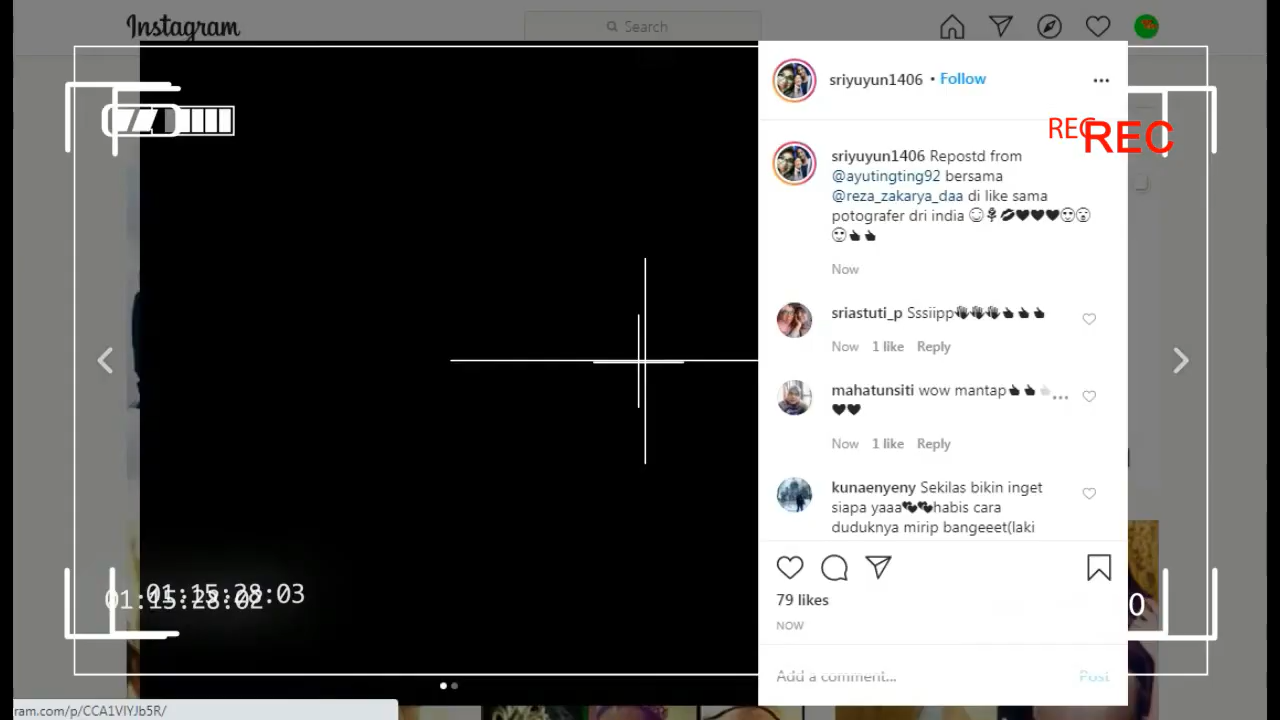 Instagram
Search
sriyuyun1406 • Follow
REC
REC
sriyuyun1406 Repostd from
@ayutingting92 bersama
@reza_zakarya_daa di like sama
potografer dri india
Now
sriastuti_p Sssiipp
Now 1 like Reply
mahatunsiti wow mantap
Now 1 like Reply
kunaenyeny Sekilas bikin inget
siapa yaaa habis cara
duduknya mirip bangeeet(laki
79 likes
NOW
Add a comment... Post
01:15:28:03
01:15:28:02
0
ram.com/p/CCA1VIYJb5R/